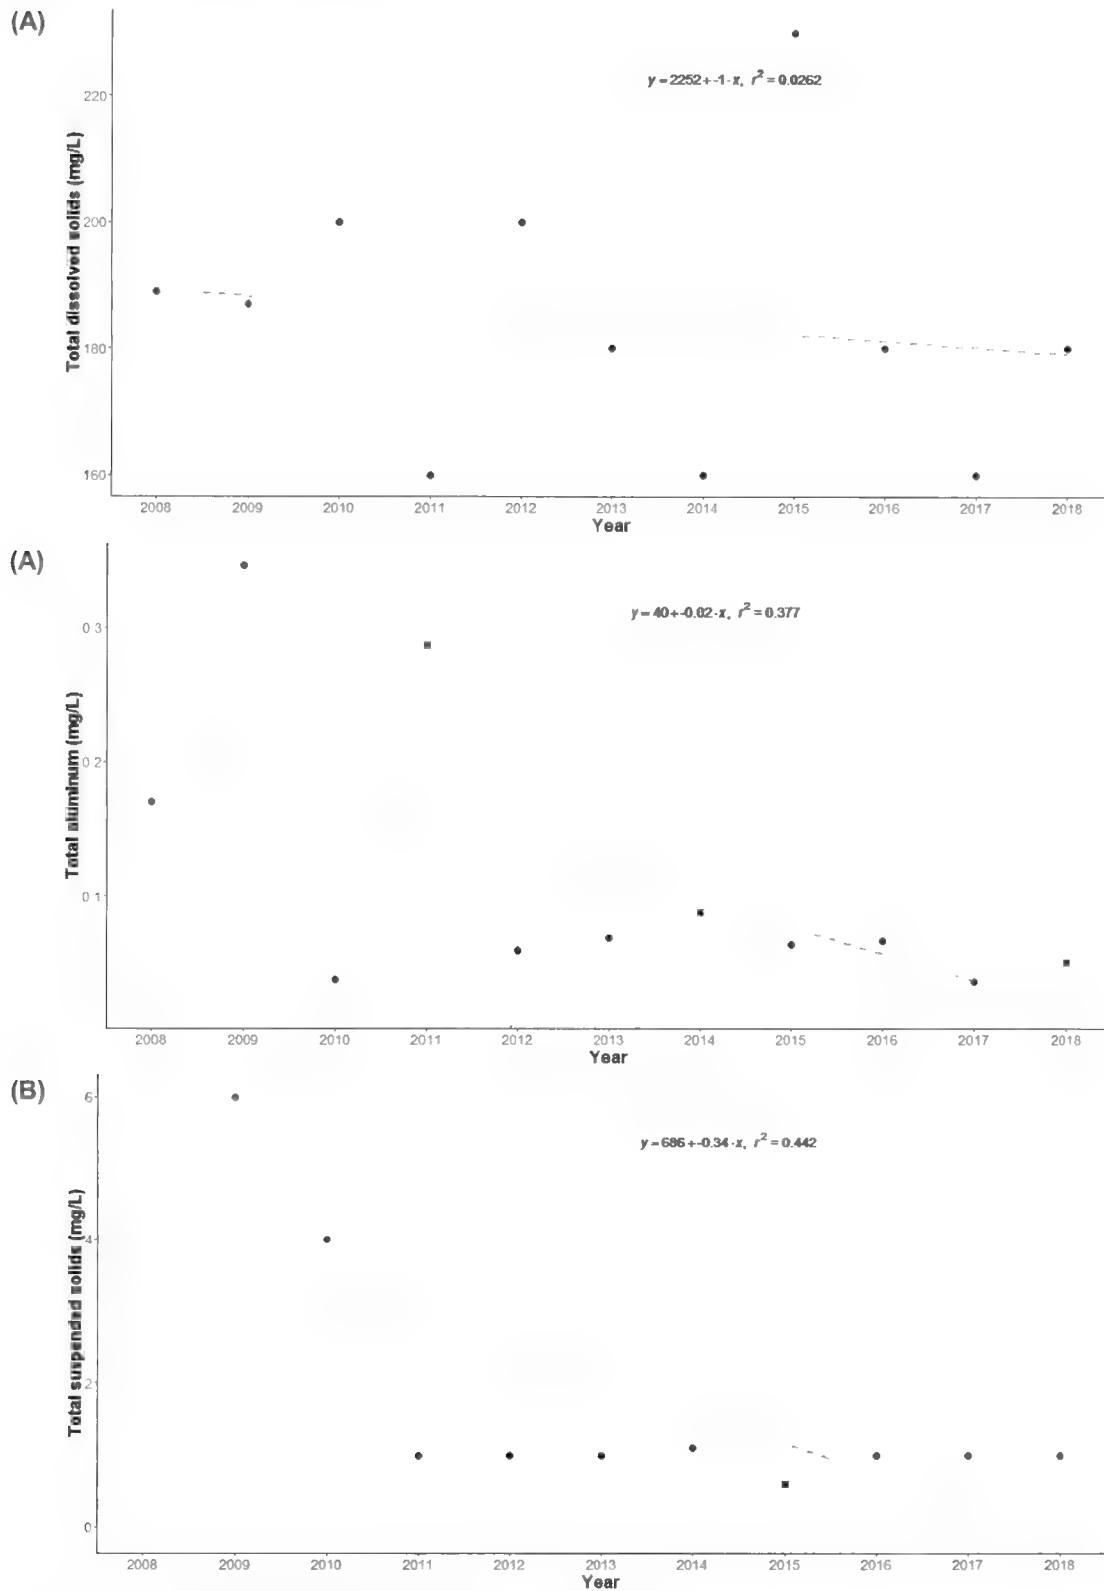 (A)
Total dissolved solids (mg/L)
y = 2252 + -1 · x, r² = 0.0262
220
200
180
160
2008 2009 2010 2011 2012 2013 2014 2015 2016 2017 2018
Year
(A)
Total aluminum (mg/L)
y = 40 + -0.02 · x, r² = 0.377
0 3
0 2
0 1
2008 2009 2010 2011 2012 2013 2014 2015 2016 2017 2018
Year
(B)
Total suspended solids (mg/L)
y = 686 + -0.34 · x, r² = 0.442
6
4
2
0
2008 2009 2010 2011 2012 2013 2014 2015 2016 2017 2018
Year